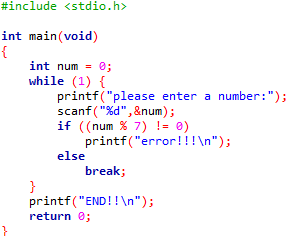 #include <stdio.h>
int main(void)
{
    int num = 0;
    while (1) {
        printf("please enter a number:");
        scanf("%d",&num);
        if ((num % 7) != 0)
            printf("error!!!\n");
        else
            break;
    }
    printf("END!!\n");
    return 0;
}